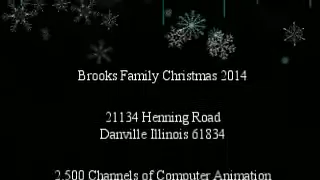 Brooks Family Christmas 2014
21134 Henning Road
Danville Illinois 61834
2,500 Channels of Computer Animation